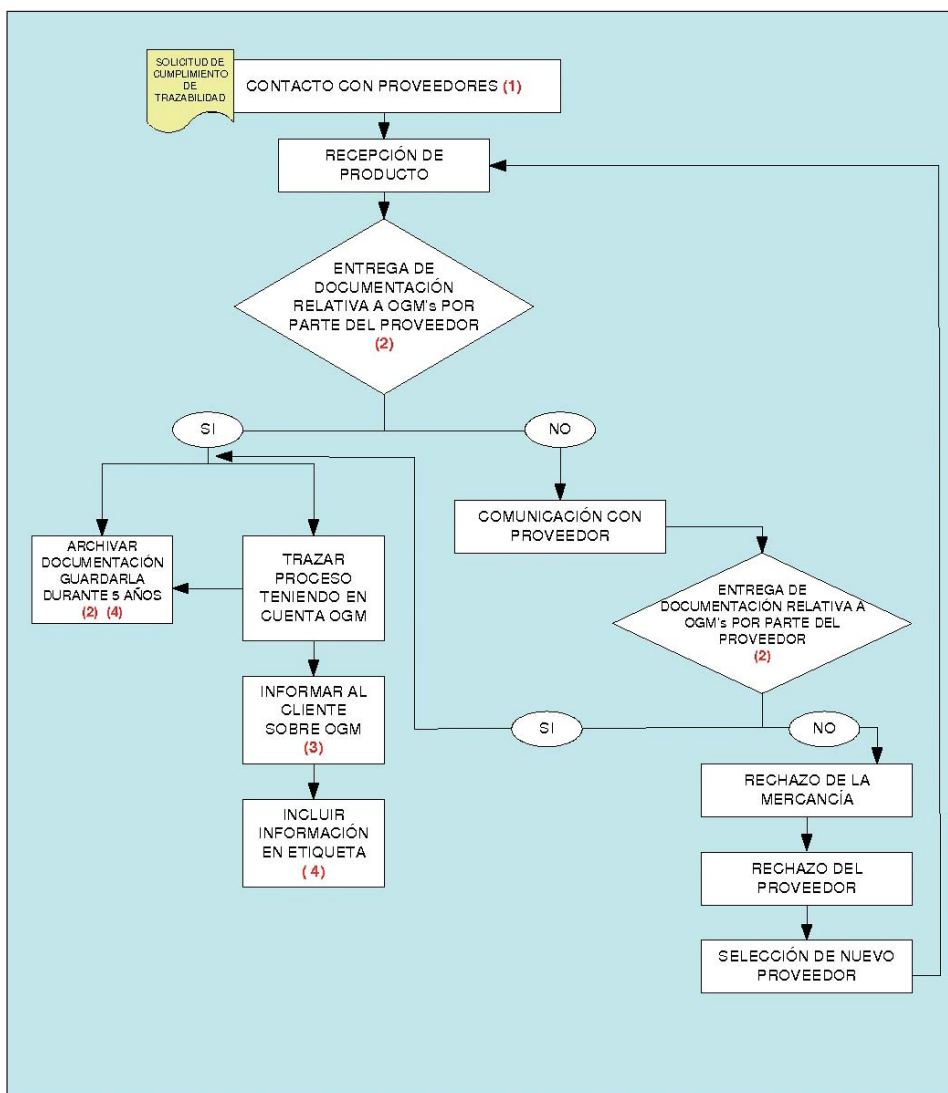 SOLICITUD DE
CUMPLIMIENTO
DE
TRAZABILIDAD
CONTACTO CON PROVEEDORES (1)
RECEPCIÓN DE
PRODUCTO
ENTREGA DE
DOCUMENTACIÓN
RELATIVA A OGM's POR
PARTE DEL PROVEEDOR
(2)
SI
NO
COMUNICACIÓN CON
PROVEEDOR
ARCHIVAR
DOCUMENTACIÓN
GUARDARLA
DURANTE 5 AÑOS
(2) (4)
TRAZAR
PROCESO
TENIENDO EN
CUENTA OGM
ENTREGA DE
DOCUMENTACIÓN RELATIVA A
OGM's POR PARTE DEL
PROVEEDOR
(2)
INFORMAR AL
CLIENTE
SOBRE OGM
(3)
SI
NO
RECHAZO DE LA
MERCANCÍA
INCLUIR
INFORMACIÓN
EN ETIQUETA
( 4)
RECHAZO DEL
PROVEEDOR
SELECCIÓN DE NUEVO
PROVEEDOR